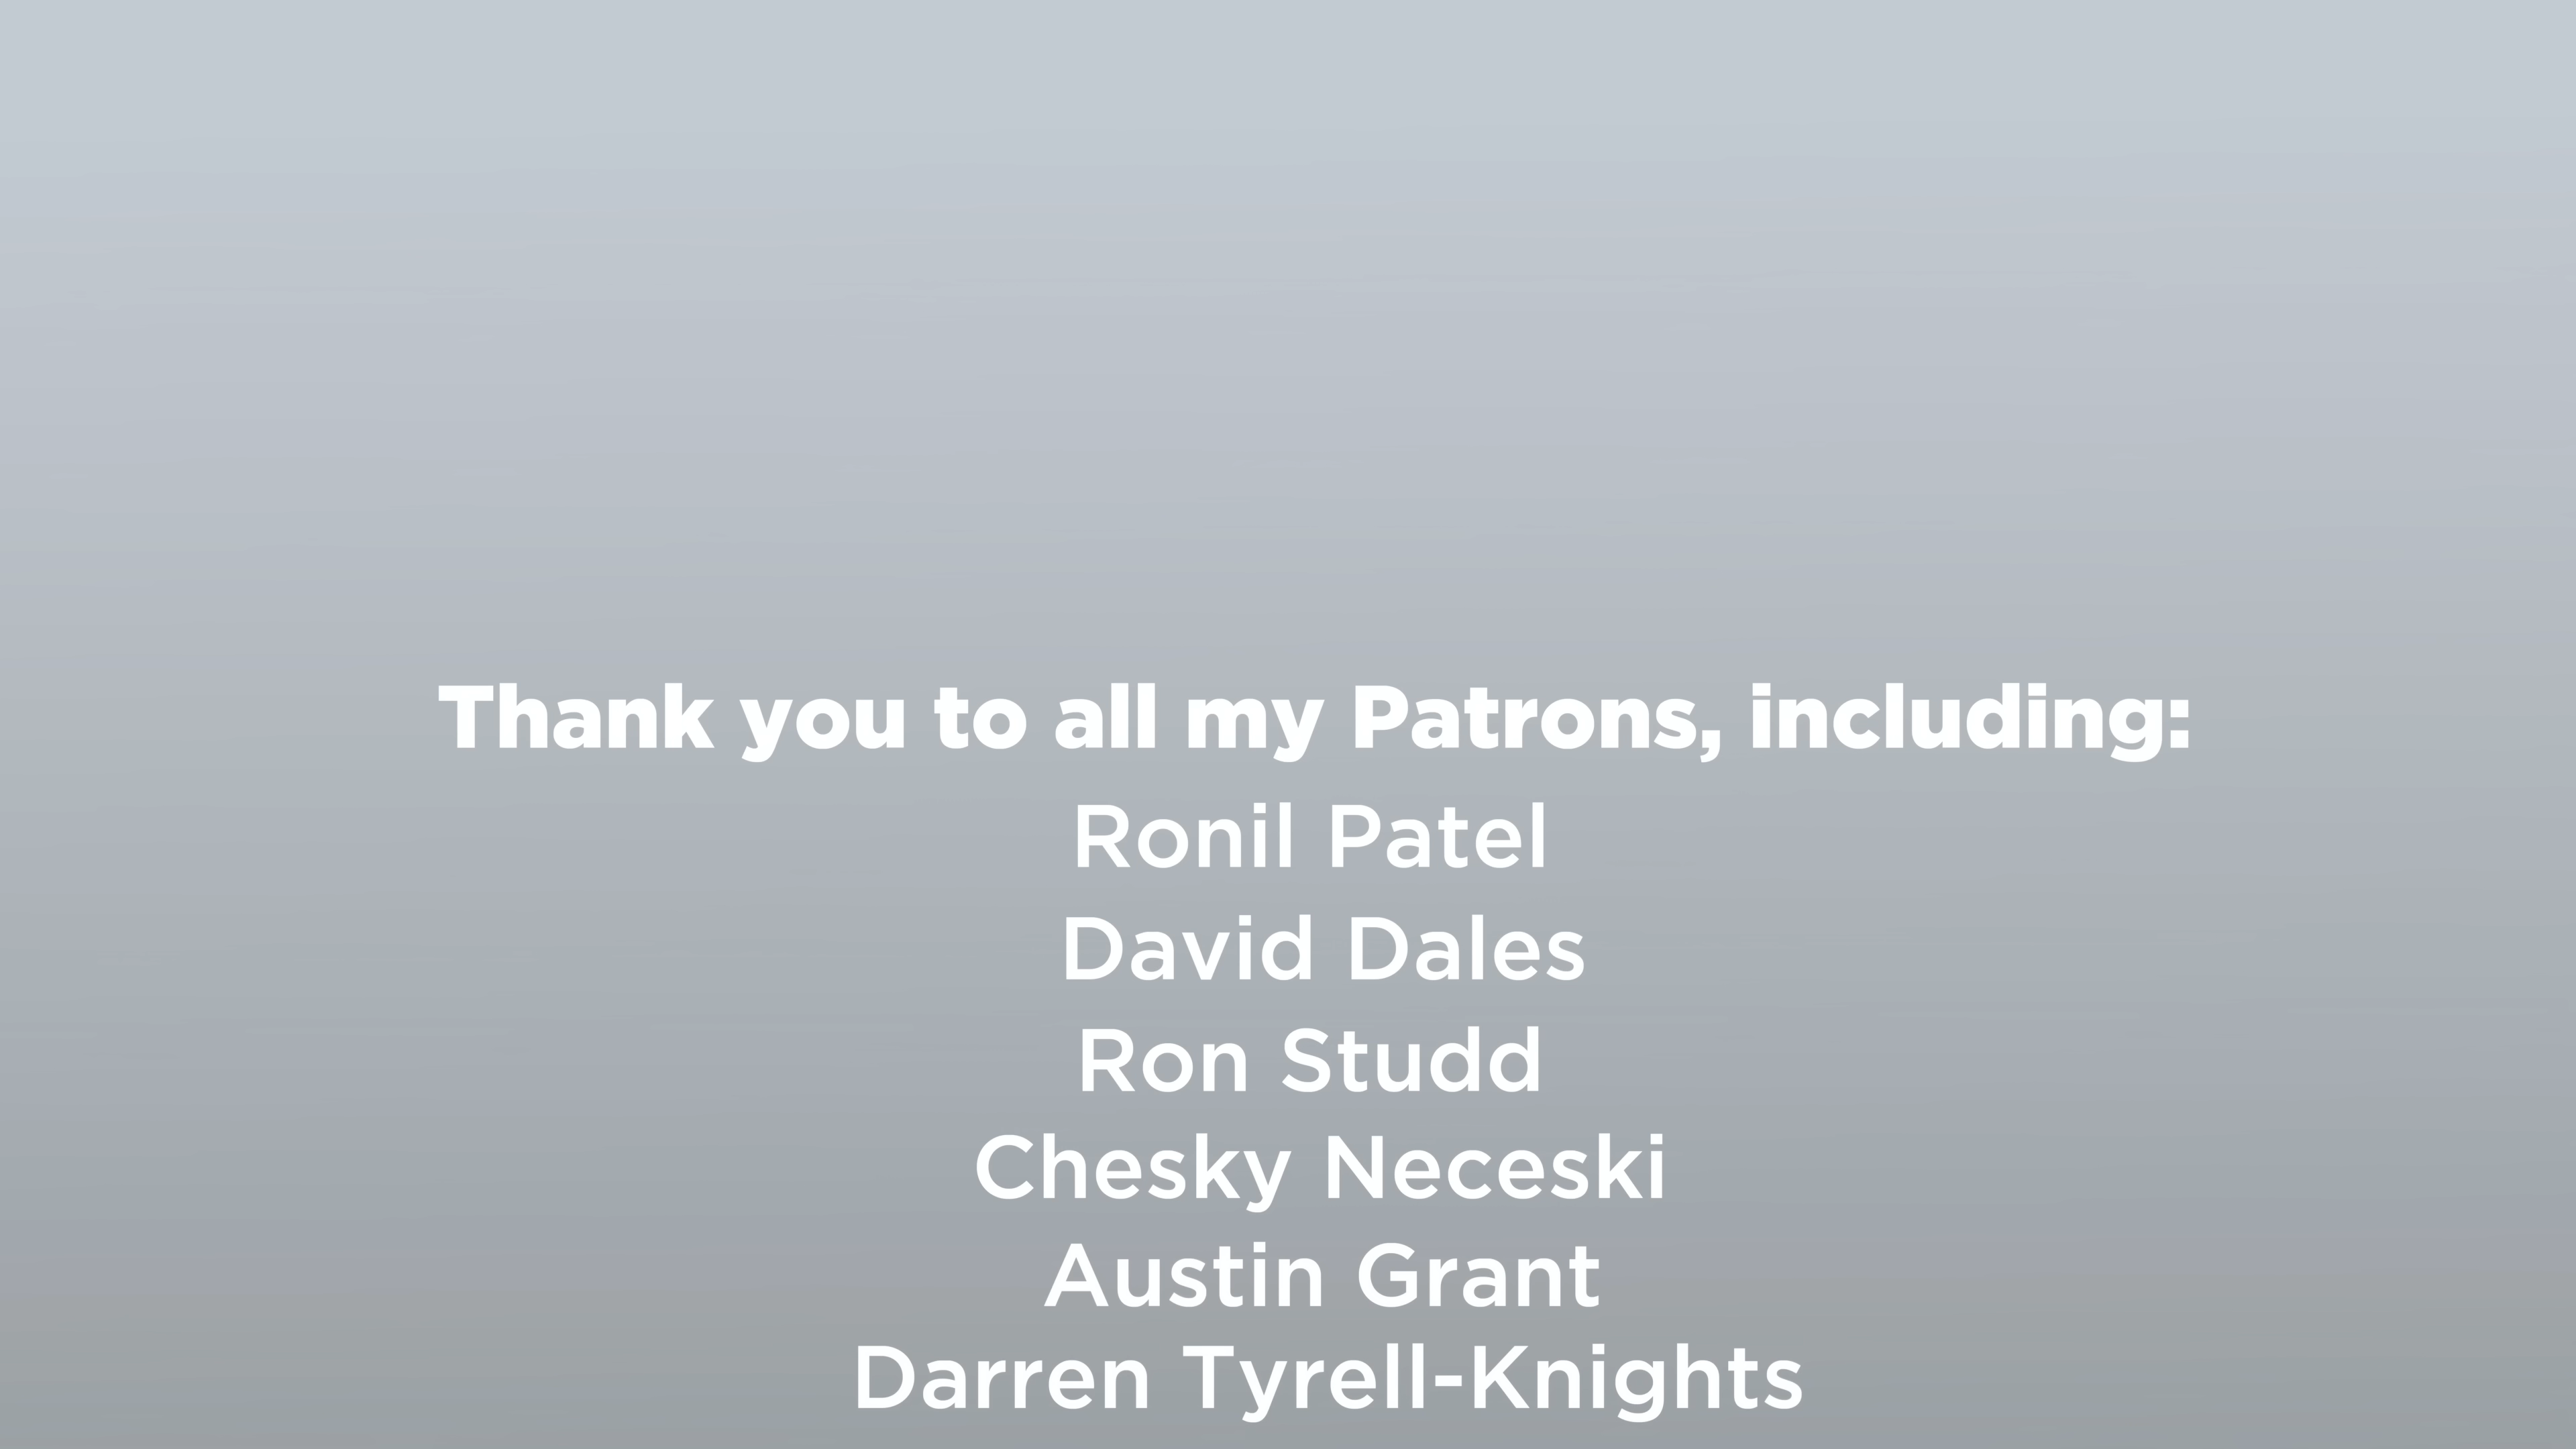 Thank you to all my Patrons, including:
Ronil Patel
David Dales
Ron Studd
Chesky Neceski
Austin Grant
Darren Tyrell-Knights